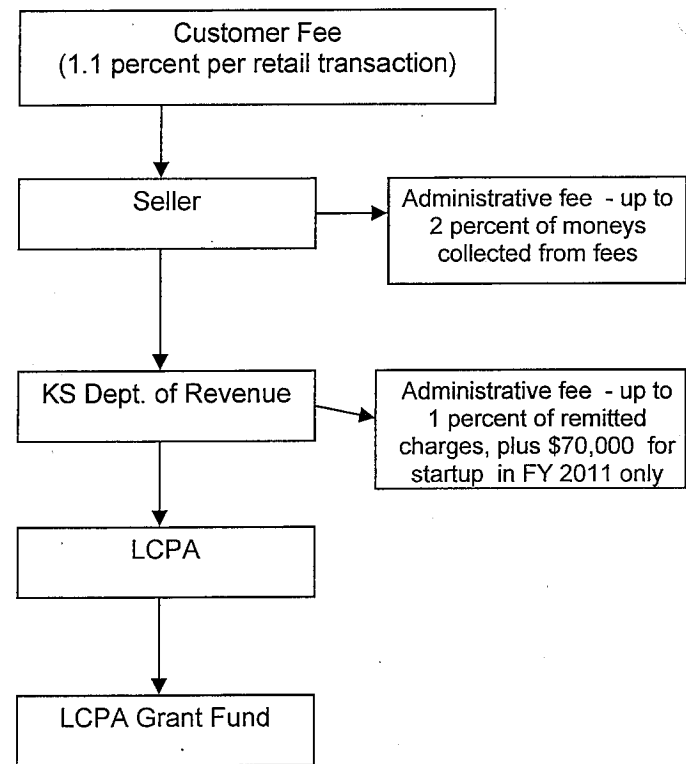 Customer Fee
(1.1 percent per retail transaction)
Seller
Administrative fee - up to
2 percent of moneys
collected from fees
KS Dept. of Revenue
Administrative fee - up to
1 percent of remitted
charges, plus $70,000 for
startup in FY 2011 only
LCPA
LCPA Grant Fund